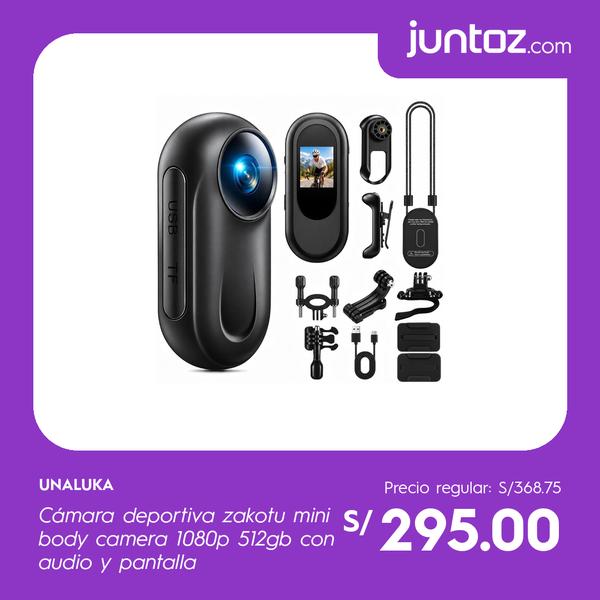 juntoz.com
USB TF
UNALUKA
Cámara deportiva zakotu mini
body camera 1080p 512gb con
audio y pantalla
Precio regular: S/368.75
S/ 295.00